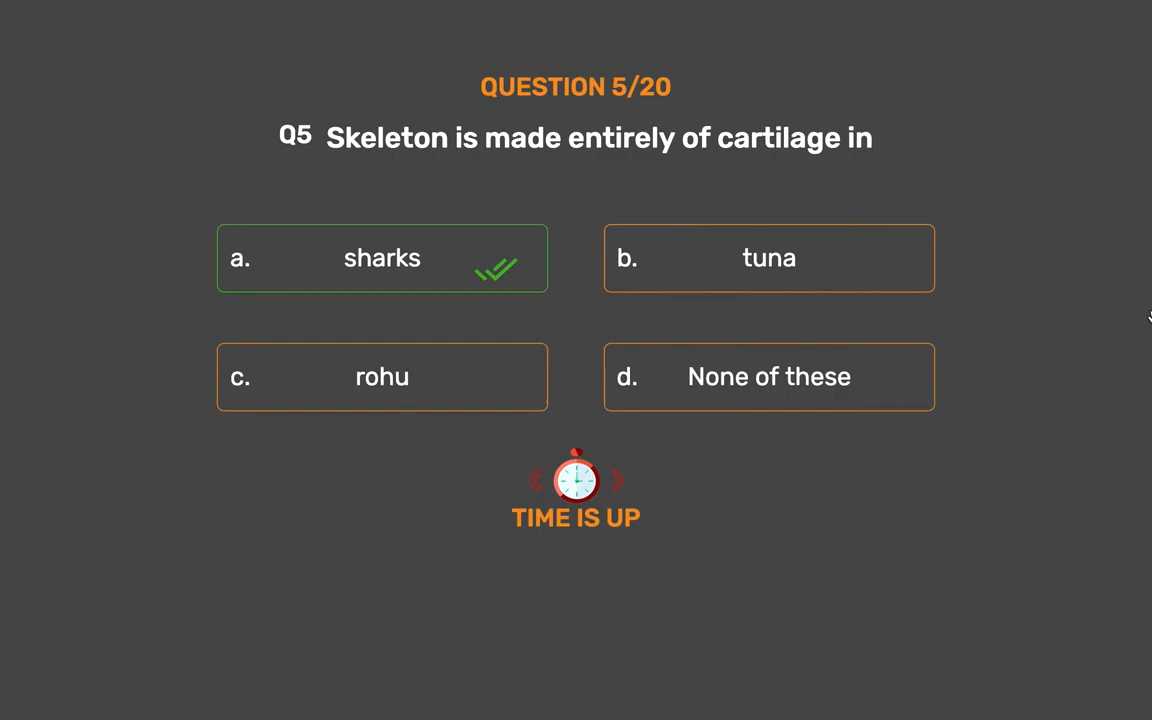 QUESTION 5/20
Q5 Skeleton is made entirely of cartilage in
a. sharks
b. tuna
c. rohu
d. None of these
TIME IS UP